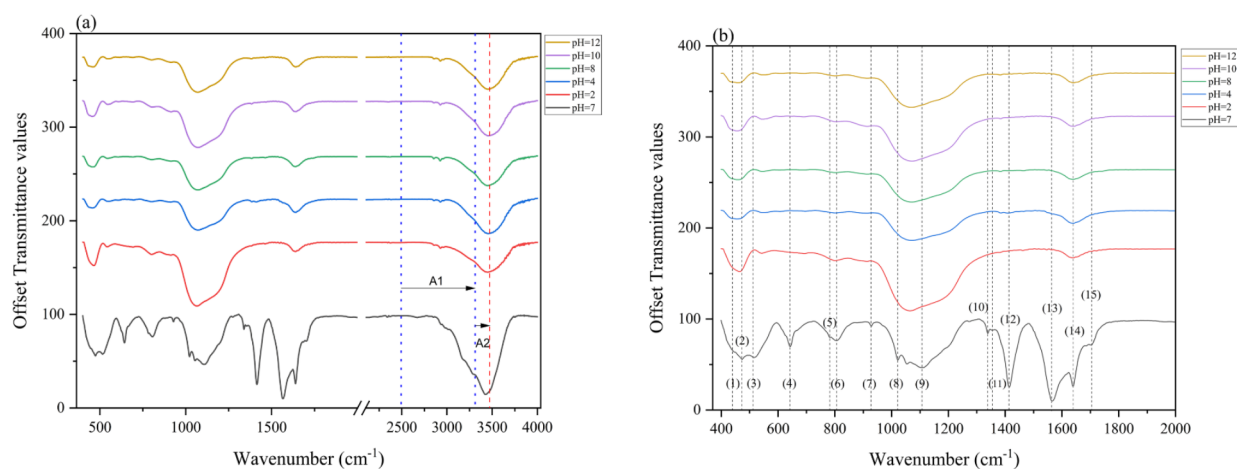 (a)
400
300
200
100
0
Offset Transmittance values
500
1000
1500
2500
3000
3500
4000
Wavenumber (cm⁻¹)
A1
A2
pH=12
pH=10
pH=8
pH=4
pH=2
pH=7
(b)
400
300
200
100
0
Offset Transmittance values
400
600
800
1000
1200
1400
1600
1800
2000
Wavenumber (cm⁻¹)
(1)
(2)
(3)
(4)
(5)
(6)
(7)
(8)
(9)
(10)
(11)
(12)
(13)
(14)
(15)
pH=12
pH=10
pH=8
pH=4
pH=2
pH=7